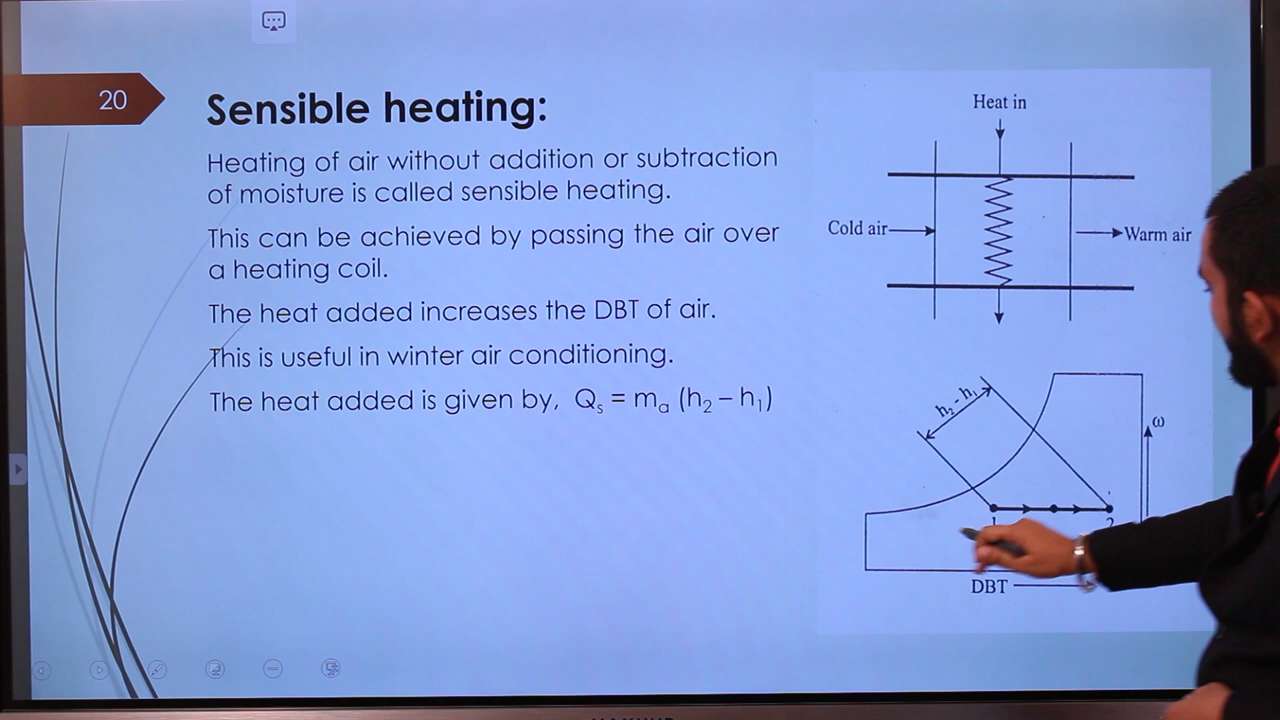 20
Sensible heating:
Heating of air without addition or subtraction
of moisture is called sensible heating.
This can be achieved by passing the air over
a heating coil.
The heat added increases the DBT of air.
This is useful in winter air conditioning.
The heat added is given by, Qₛ = mₐ (h₂ – h₁)
Heat in
Cold air
Warm air
h₂ - h₁
ω
1
2
DBT